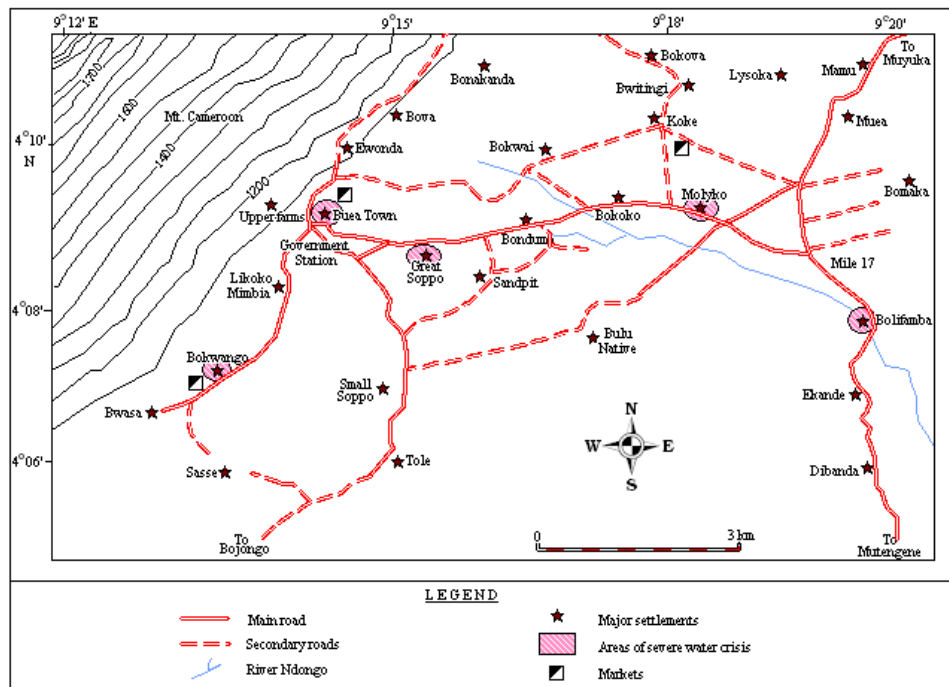 9°12' E
9°15'
9°18'
9°20'
To
Muyuka
Bokova
Bonakanda
Lysoka
Mamu
Bwitingi
1700
1600
Mt. Cameroon
Bova
Koke
Muea
4°10'
N
1400
Ewonda
Bokwai
1200
Bomaka
Upperfarms
Buea Town
Bokoko
Molyko
Bonduma
Government
Station
Great
Soppo
Mile 17
Likoko
Mimbia
Sandpit
4°08'
Bolifamba
Bulu
Native
Bokwango
Small
Soppo
Ekande
Bwasa
N
W
E
S
4°06'
Sasse
Tole
Dibanda
To
Bojongo
0
3 km
To
Mutengene
LEGEND
Main road
Major settlements
Secondary roads
Areas of severe water crisis
River Ndongo
Markets